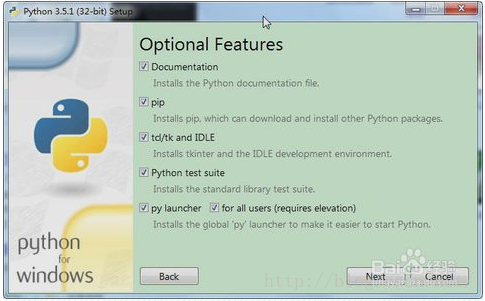 Python 3.5.1 (32-bit) Setup
Optional Features
Documentation
Installs the Python documentation file.
pip
Installs pip, which can download and install other Python packages.
tcl/tk and IDLE
Installs tkinter and the IDLE development environment.
Python test suite
Installs the standard library test suite.
py launcher for all users (requires elevation)
Installs the global 'py' launcher to make it easier to start Python.
python
for
windows
Back Next Cancel
Baidu 经验